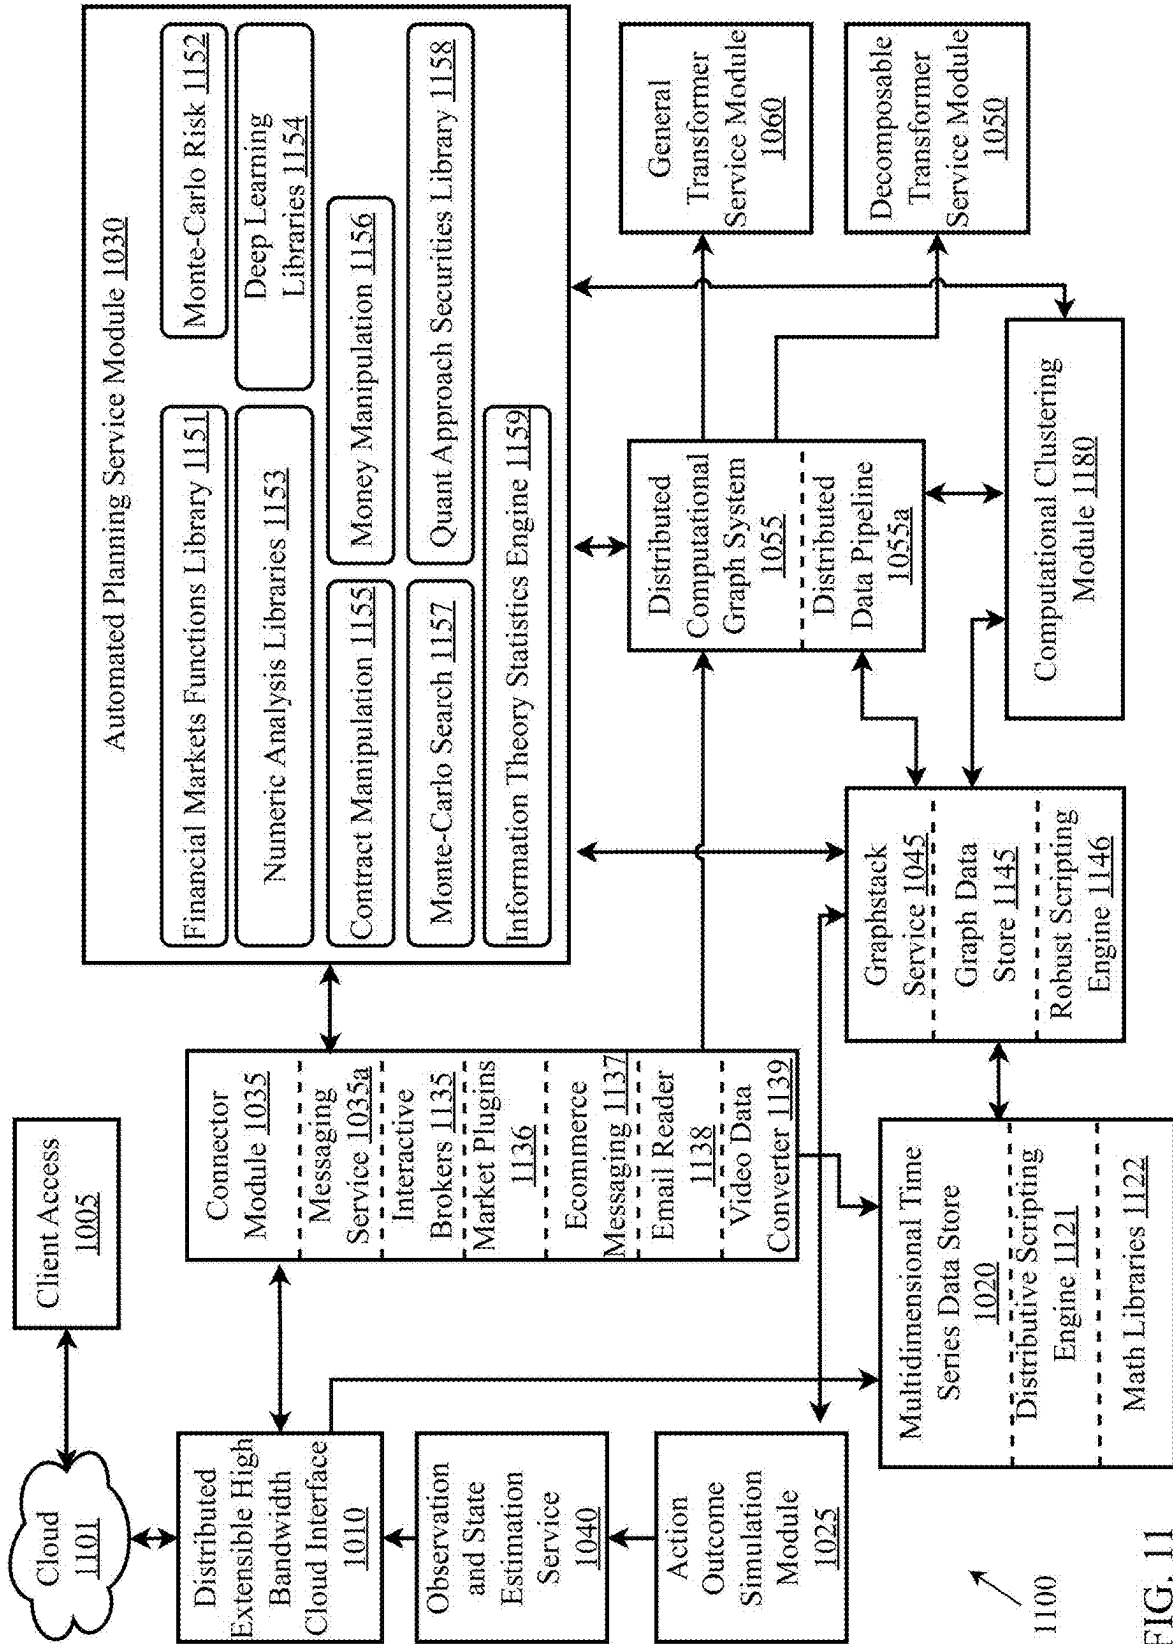 Cloud
1101
Client Access
1005
Distributed
Extensible High
Bandwidth
Cloud Interface
1010
Observation
and State
Estimation
Service
1040
Action
Outcome
Simulation
Module
1025
Connector
Module 1035
Messaging
Service 1035a
Interactive
Brokers 1135
Market Plugins
1136
Ecommerce
Messaging 1137
Email Reader
1138
Video Data
Converter 1139
Automated Planning Service Module 1030
Financial Markets Functions Library 1151
Monte-Carlo Risk 1152
Numeric Analysis Libraries 1153
Deep Learning
Libraries 1154
Contract Manipulation 1155
Money Manipulation 1156
Monte-Carlo Search 1157
Quant Approach Securities Library 1158
Information Theory Statistics Engine 1159
Multidimensional Time
Series Data Store
1020
Distributive Scripting
Engine 1121
Math Libraries 1122
Graphstack
Service 1045
Graph Data
Store 1145
Robust Scripting
Engine 1146
Distributed
Computational
Graph System
1055
Distributed
Data Pipeline
1055a
General
Transformer
Service Module
1060
Decomposable
Transformer
Service Module
1050
Computational Clustering
Module 1180
1100
FIG. 11